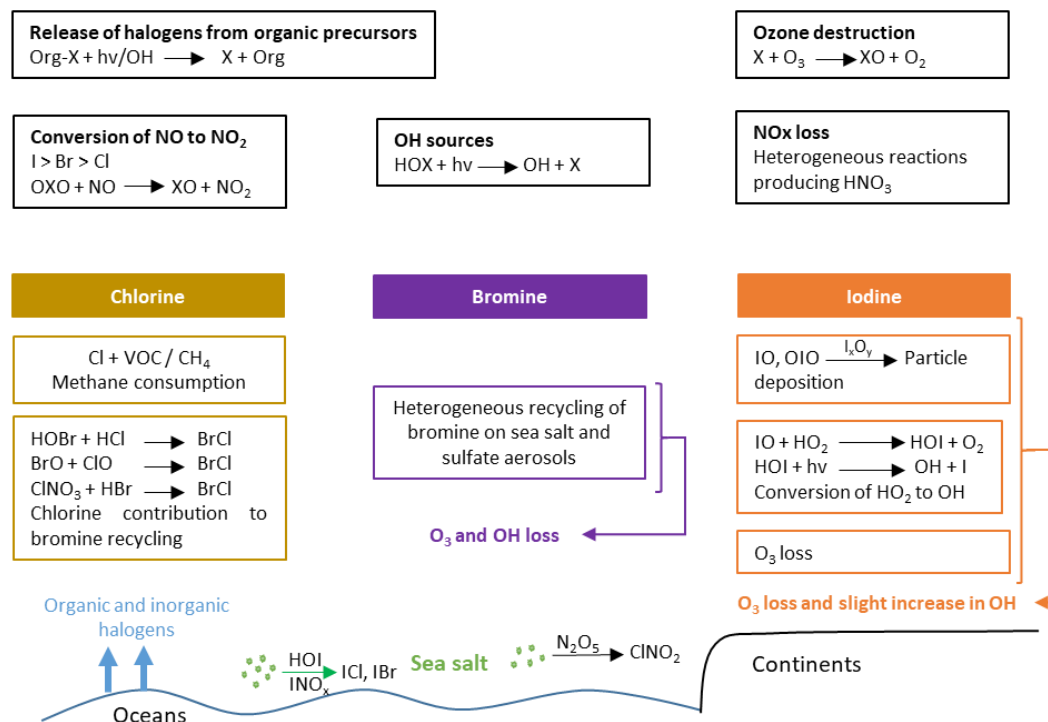 Release of halogens from organic precursors
Org-X + hv/OH ⟶ X + Org
Ozone destruction
X + O₃ ⟶ XO + O₂
Conversion of NO to NO₂
I > Br > Cl
OXO + NO ⟶ XO + NO₂
OH sources
HOX + hv ⟶ OH + X
NOx loss
Heterogeneous reactions
producing HNO₃
Chlorine
Bromine
Iodine
Cl + VOC / CH₄
Methane consumption
HOBr + HCl ⟶ BrCl
BrO + ClO ⟶ BrCl
ClNO₃ + HBr ⟶ BrCl
Chlorine contribution to
bromine recycling
Heterogeneous recycling of
bromine on sea salt and
sulfate aerosols
O₃ and OH loss
IₓOᵧ
IO, OIO ⟶ Particle
deposition
IO + HO₂ ⟶ HOI + O₂
HOI + hv ⟶ OH + I
Conversion of HO₂ to OH
O₃ loss
O₃ loss and slight increase in OH
Organic and inorganic
halogens
HOI
INOₓ
ICl, IBr
Sea salt
N₂O₅
ClNO₂
Continents
Oceans